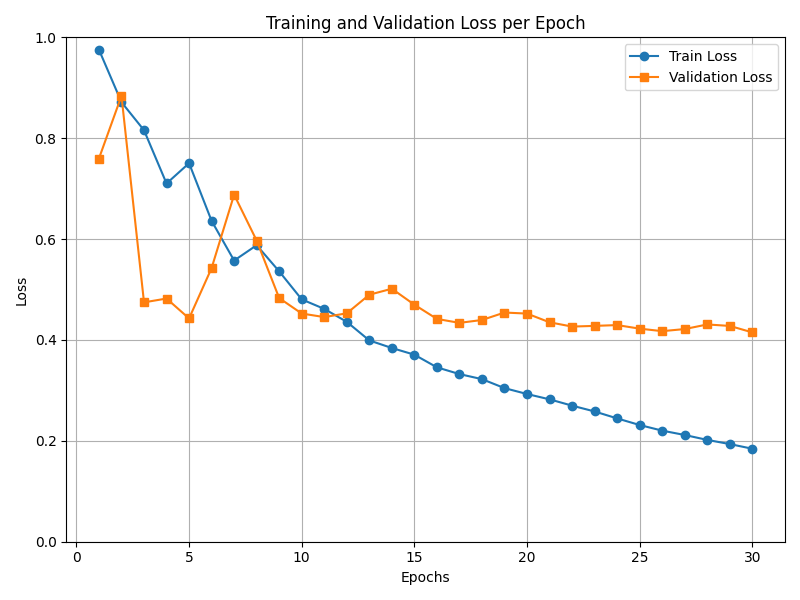 Training and Validation Loss per Epoch
Train Loss
Validation Loss
1.0
0.8
0.6
0.4
0.2
0.0
Loss
0 5 10 15 20 25 30
Epochs